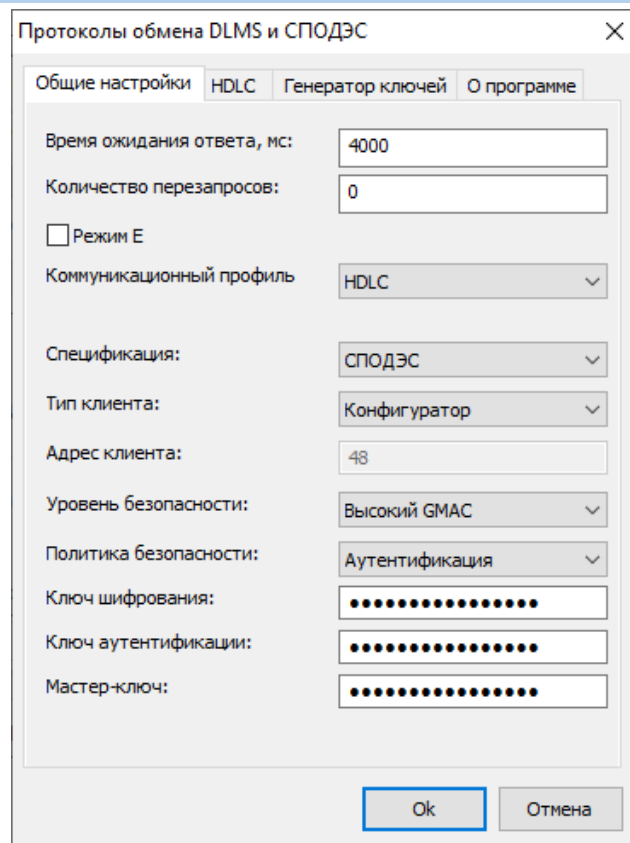 Протоколы обмена DLMS и СПОДЭС
Общие настройки HDLC Генератор ключей О программе
Время ожидания ответа, мс: 4000
Количество перезапросов: 0
Режим E
Коммуникационный профиль HDLC
Спецификация: СПОДЭС
Тип клиента: Конфигуратор
Адрес клиента: 48
Уровень безопасности: Высокий GMAC
Политика безопасности: Аутентификация
Ключ шифрования: ••••••••••••••••
Ключ аутентификации: ••••••••••••••••
Мастер-ключ: ••••••••••••••••
Ok Отмена